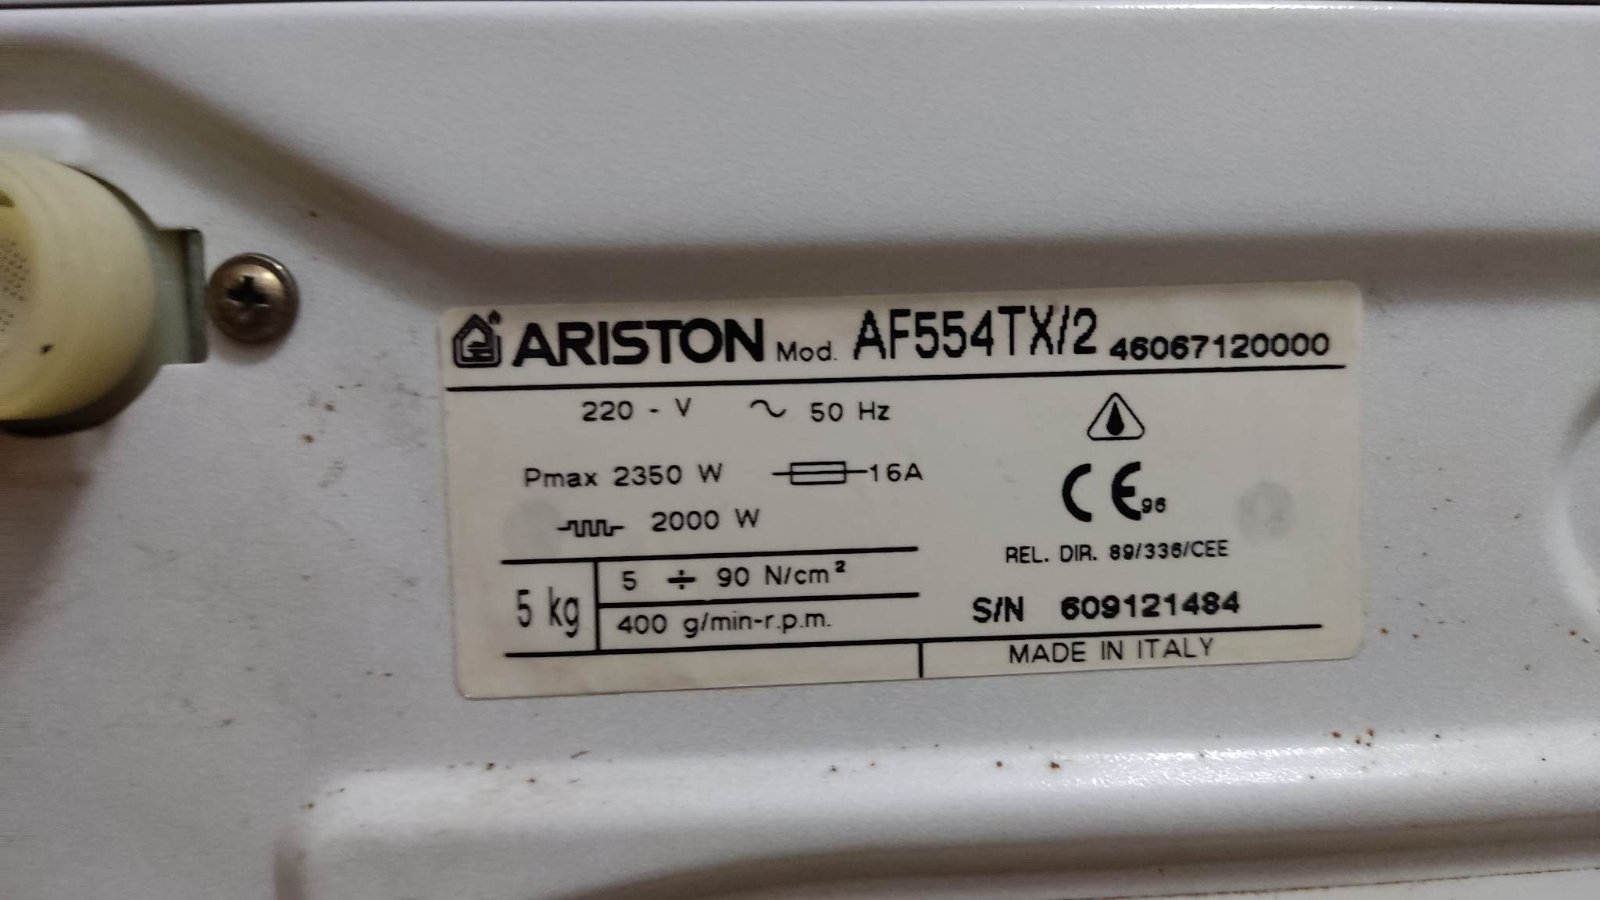 ARISTON Mod. AF554TX/2 46067120000
220 - V ~ 50 Hz
Pmax 2350 W 16A
2000 W
CE 96
REL. DIR. 89/336/CEE
5 kg
5 ÷ 90 N/cm²
400 g/min-r.p.m.
S/N 609121484
MADE IN ITALY